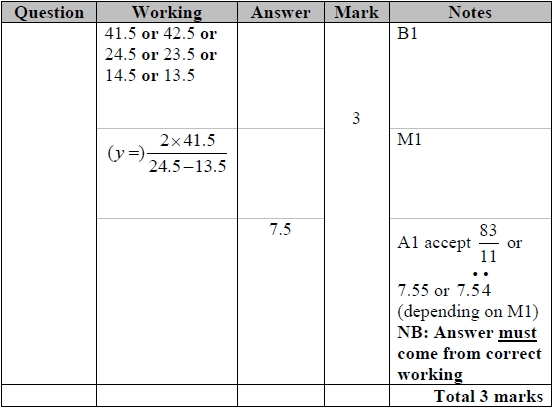 Question Working Answer Mark Notes
41.5 or 42.5 or B1
24.5 or 23.5 or
14.5 or 13.5
3
(y =) 2×41.5 / 24.5–13.5 M1
7.5 A1 accept 83/11 or
7.55 or 7.5̇4̇
(depending on M1)
NB: Answer must
come from correct
working
Total 3 marks